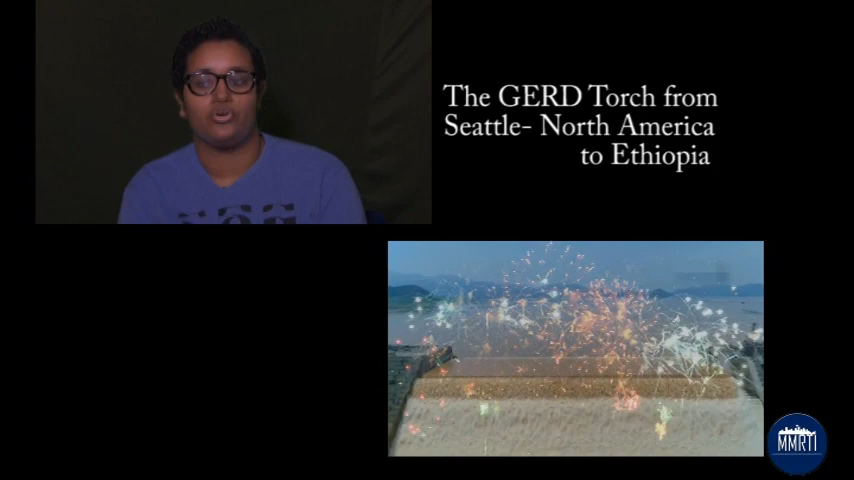 The GERD Torch from
Seattle- North America
to Ethiopia
MMRTI